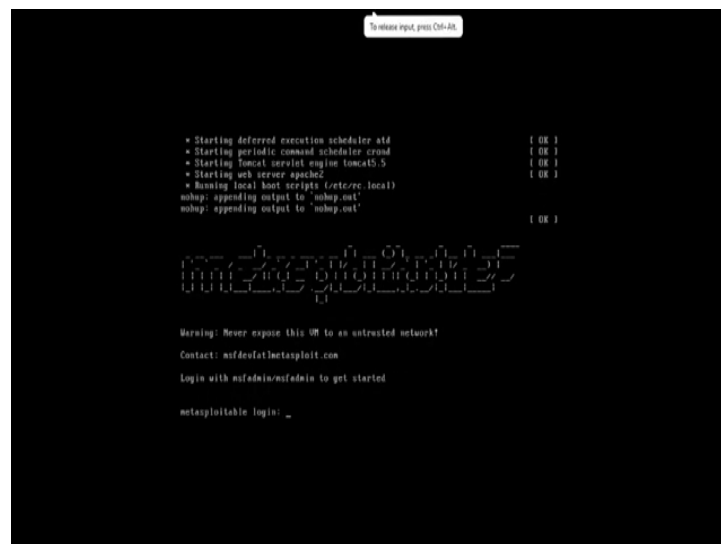 To release input, press Ctrl+Alt.
* Starting deferred execution scheduler atd [ OK ]
* Starting periodic command scheduler crond [ OK ]
* Starting Tomcat servlet engine tomcat5.5 [ OK ]
* Starting web server apache2 [ OK ]
* Running local boot scripts (/etc/rc.local)
nohup: appending output to `nohup.out'
nohup: appending output to `nohup.out'
[ OK ]
metasploitable2
Warning: Never expose this VM to an untrusted network!
Contact: msfdev[at]metasploit.com
Login with msfadmin/msfadmin to get started
metasploitable login: _